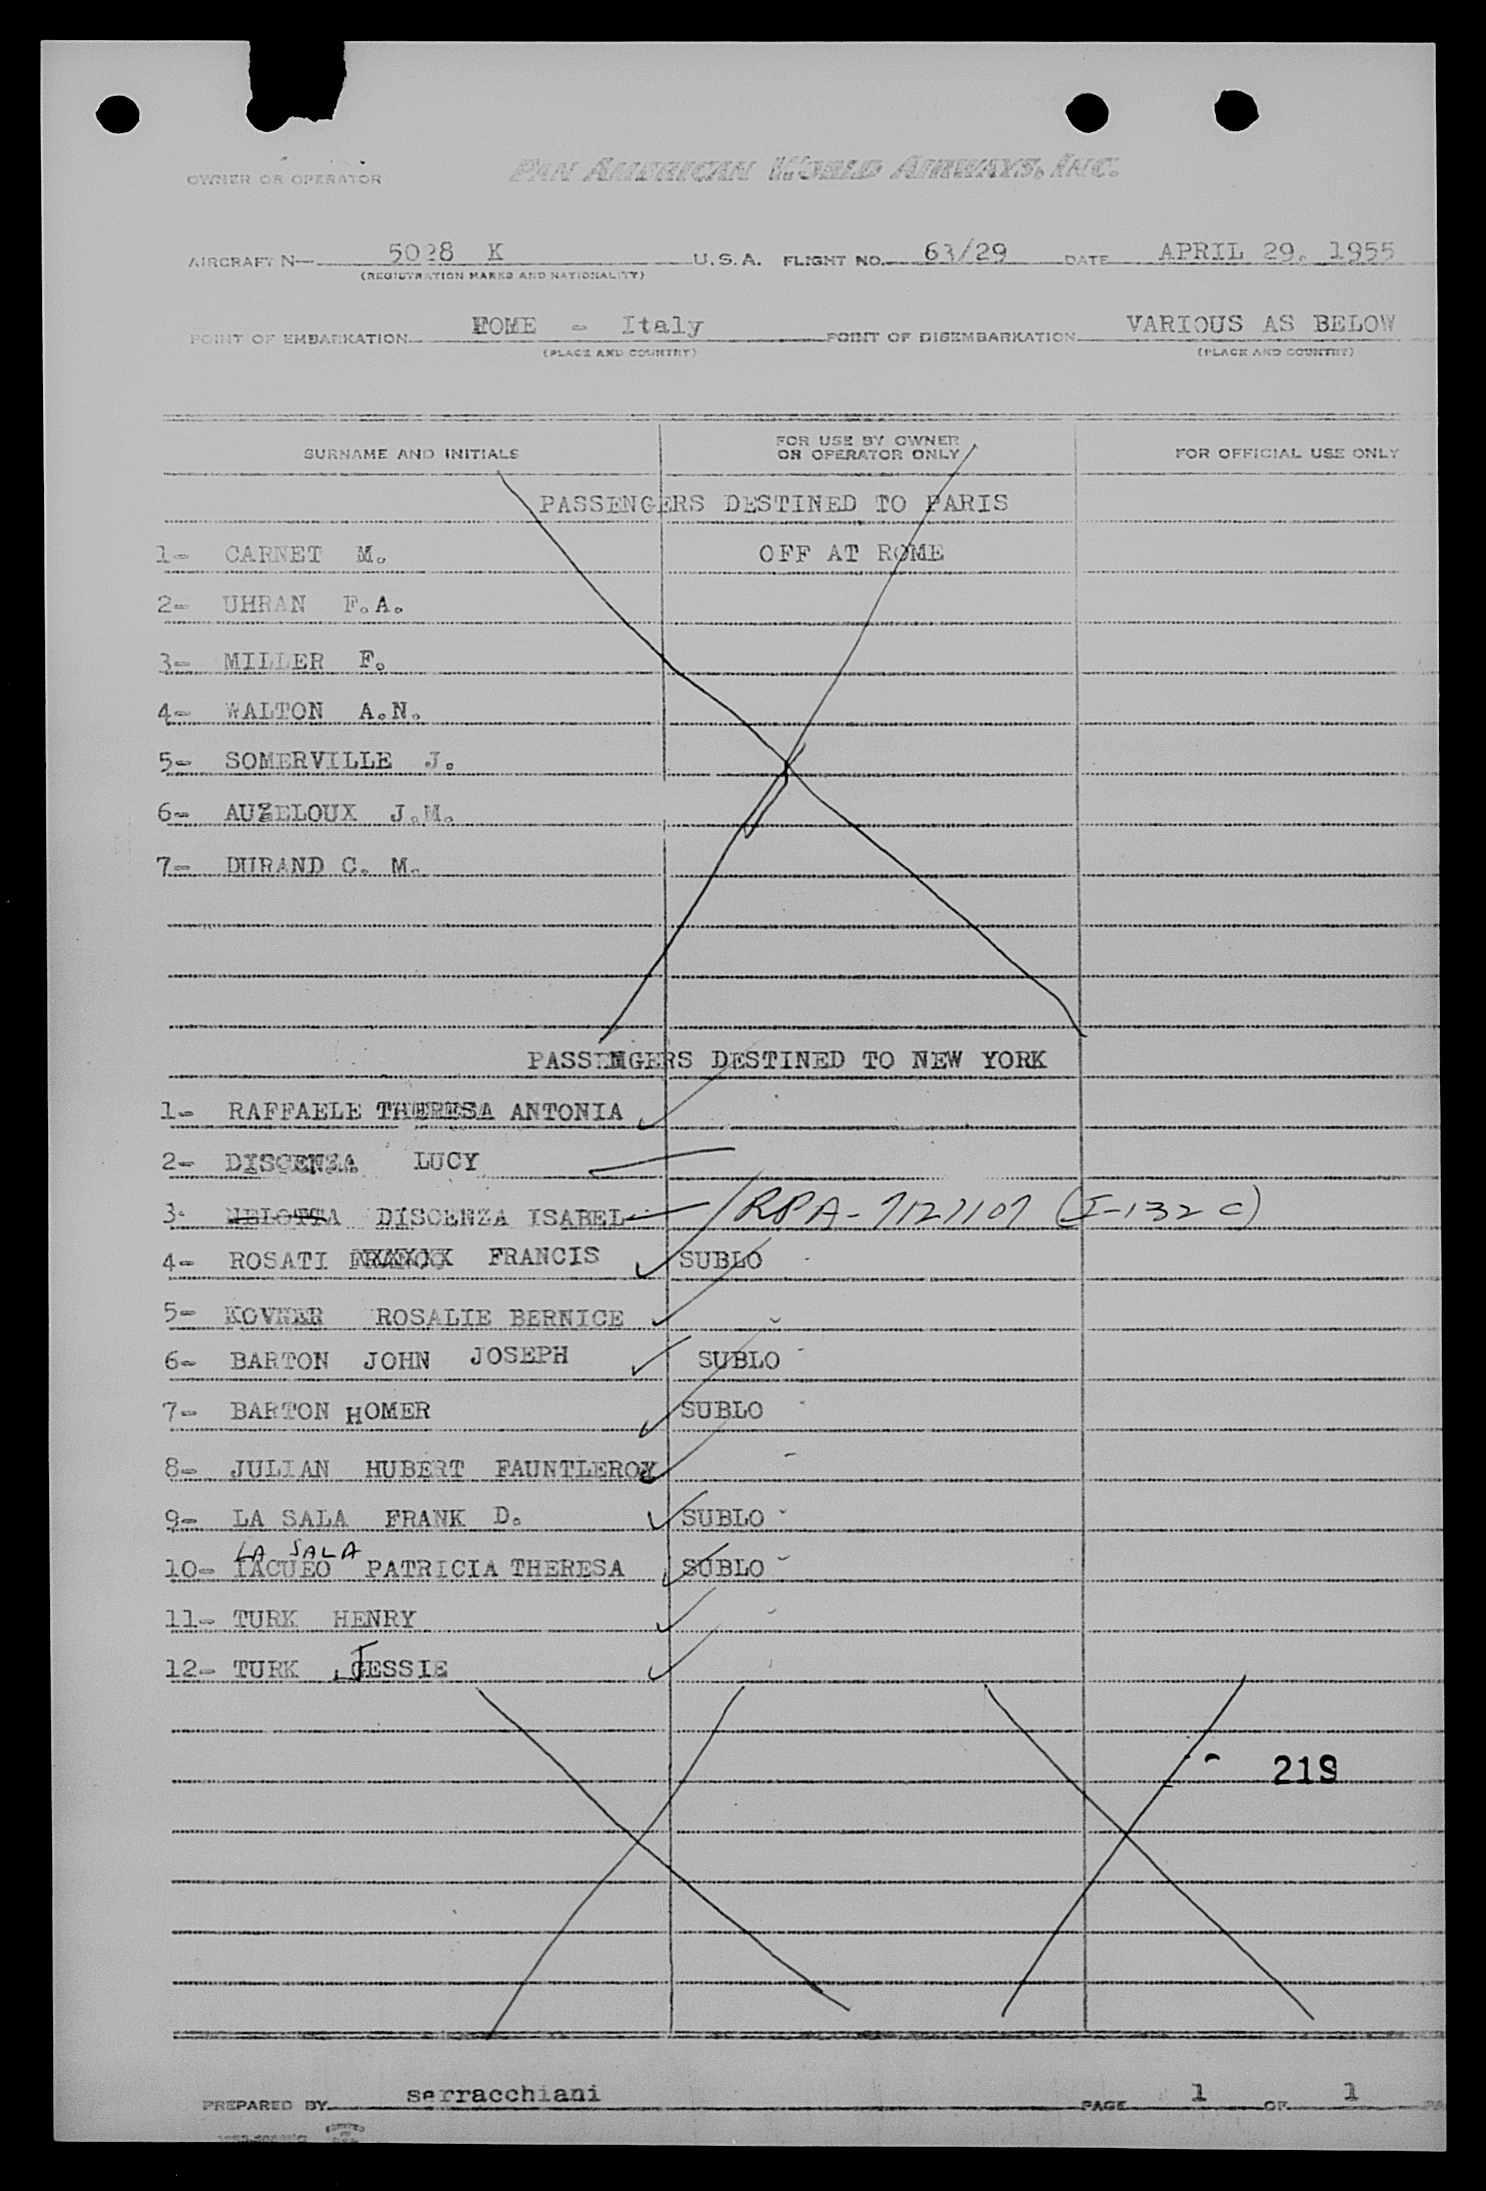 OWNER OR OPERATOR PAN AMERICAN WORLD AIRWAYS, INC.
AIRCRAFT N— 5028 K U.S.A. FLIGHT NO. 63/29 DATE APRIL 29. 1955
(REGISTRATION MARKS AND NATIONALITY)
POINT OF EMBARKATION ROME - Italy POINT OF DISEMBARKATION VARIOUS AS BELOW
(PLACE AND COUNTRY) (PLACE AND COUNTRY)
SURNAME AND INITIALS FOR USE BY OWNER OR OPERATOR ONLY FOR OFFICIAL USE ONLY
PASSENGERS DESTINED TO PARIS
1- CARNET M. OFF AT ROME
2- UHRAN F.A.
3- MILLER F.
4- WALTON A.N.
5- SOMERVILLE J.
6- AUZELOUX J.M.
7- DURAND C. M.
PASSENGERS DESTINED TO NEW YORK
1- RAFFAELE THERESA ANTONIA
2- DISCENZA LUCY
3- DISCENZA ISABEL RPA-7127107 (I-132 C)
4- ROSATI FRANCIS SUBLO
5- KOVNER ROSALIE BERNICE
6- BARTON JOHN JOSEPH SUBLO
7- BARTON HOMER SUBLO
8- JULIAN HUBERT FAUNTLEROY
9- LA SALA FRANK D. SUBLO
LA SALA
10- IACUEO PATRICIA THERESA SUBLO
11- TURK HENRY
12- TURK JESSIE
219
PREPARED BY serracchiani PAGE 1 OF 1